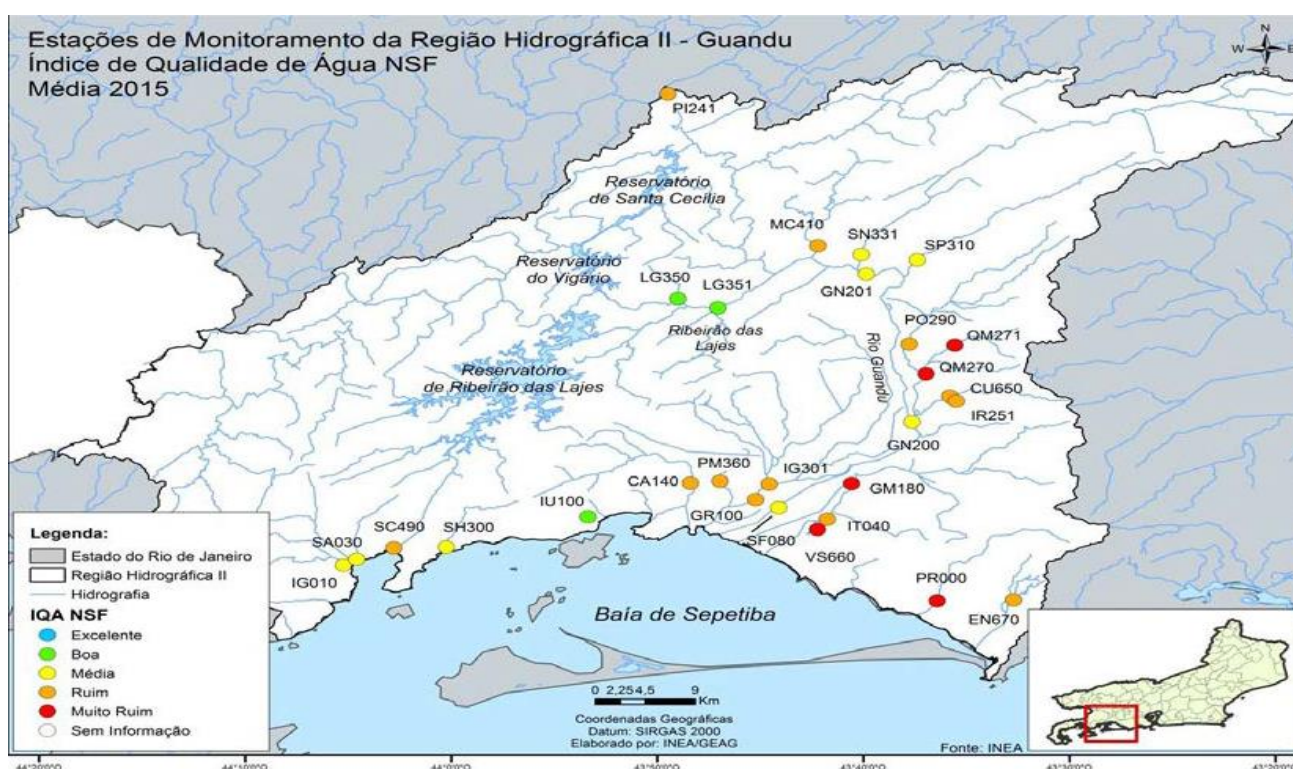 Estações de Monitoramento da Região Hidrográfica II - Guandu
Índice de Qualidade de Água NSF
Média 2015
N
W
E
S
PI241
Reservatório
de Santa Cecília
MC410
SN331
SP310
Reservatório
do Vigário
LG350
LG351
GN201
Ribeirão das
Lajes
PO290
QM271
Rio Guandu
QM270
Reservatório
de Ribeirão das Lajes
CU650
IR251
GN200
PM360
IG301
CA140
GM180
IU100
GR100
SF080
IT040
VS660
SC490
SH300
SA030
IG010
PR000
EN670
Baía de Sepetiba
Legenda:
Estado do Rio de Janeiro
Região Hidrográfica II
Hidrografia
IQA NSF
Excelente
Boa
Média
Ruim
Muito Ruim
Sem Informação
0 2,25 4,5 9
Km
Coordenadas Geográficas
Datum: SIRGAS 2000
Elaborado por: INEA/GEAG
Fonte: INEA